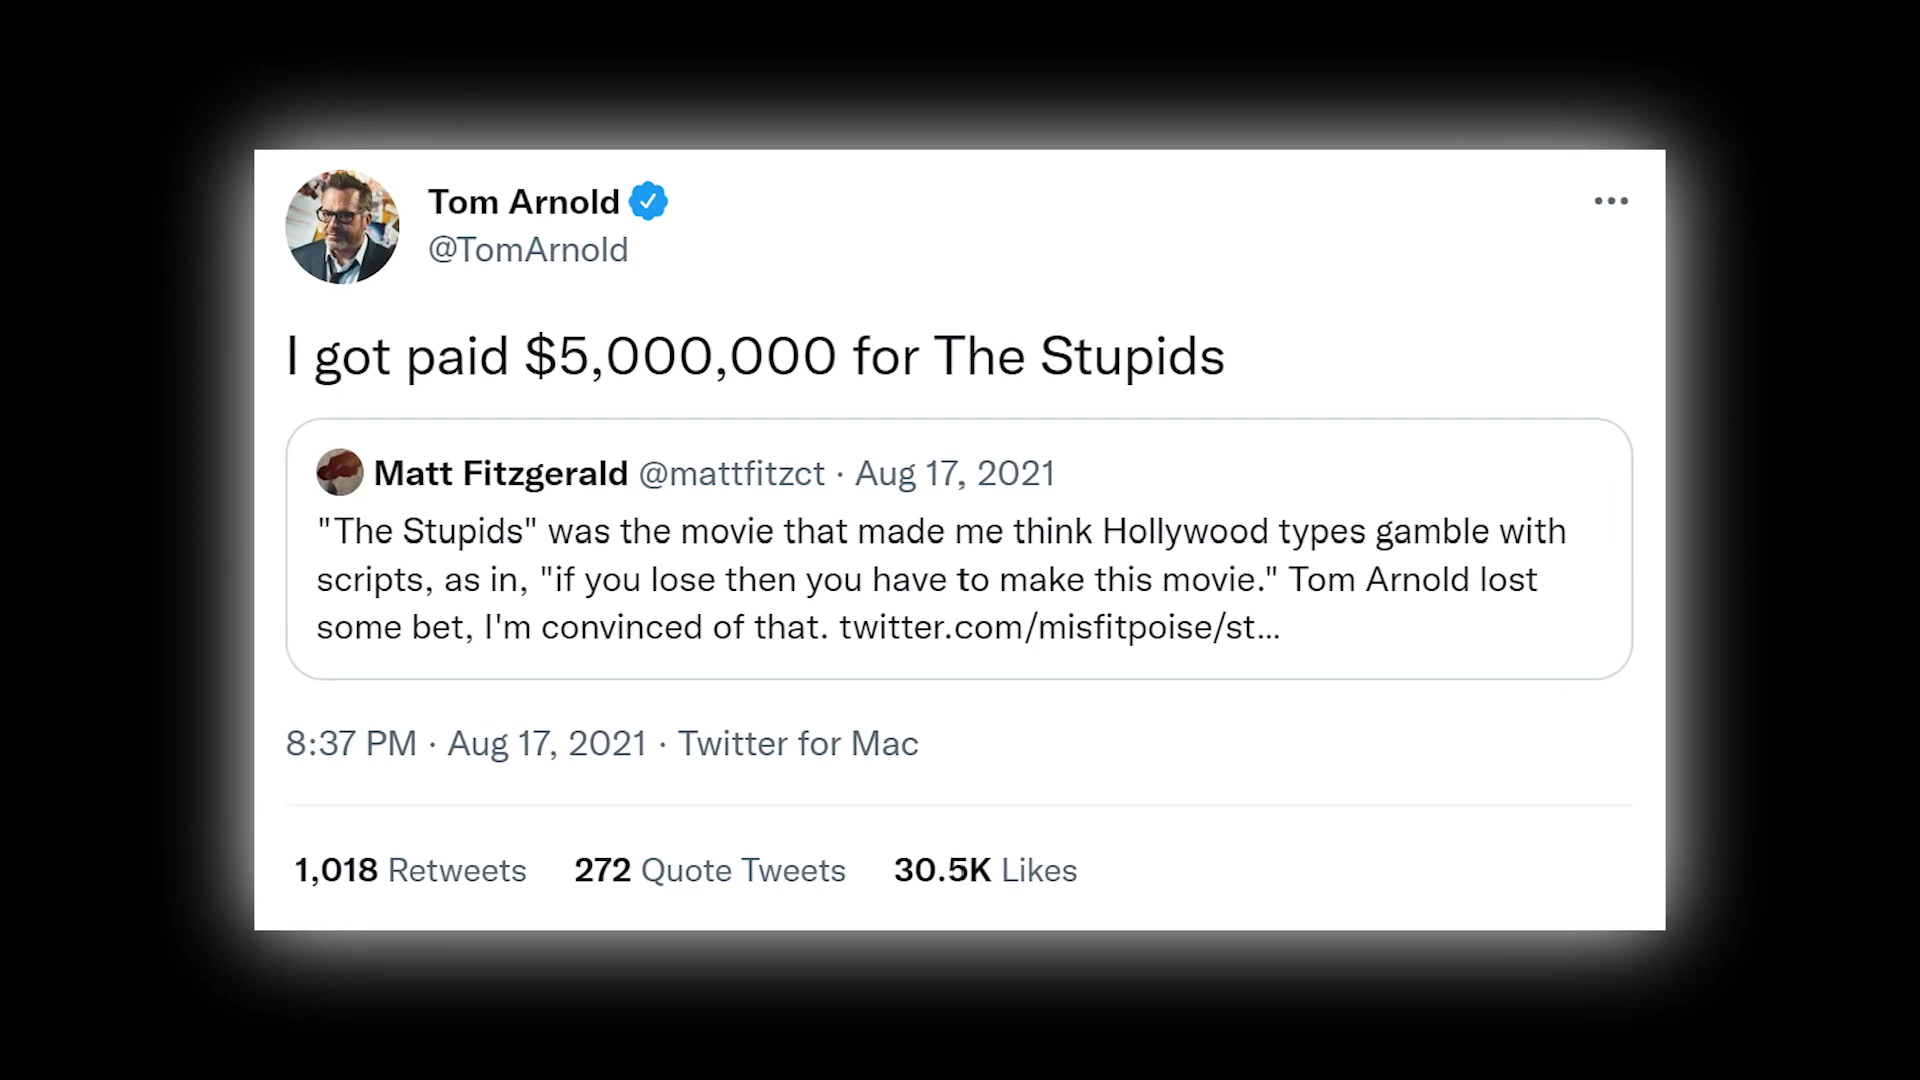 Tom Arnold
@TomArnold
I got paid $5,000,000 for The Stupids
Matt Fitzgerald @mattfitzct · Aug 17, 2021
"The Stupids" was the movie that made me think Hollywood types gamble with
scripts, as in, "if you lose then you have to make this movie." Tom Arnold lost
some bet, I'm convinced of that. twitter.com/misfitpoise/st...
8:37 PM · Aug 17, 2021 · Twitter for Mac
1,018 Retweets 272 Quote Tweets 30.5K Likes